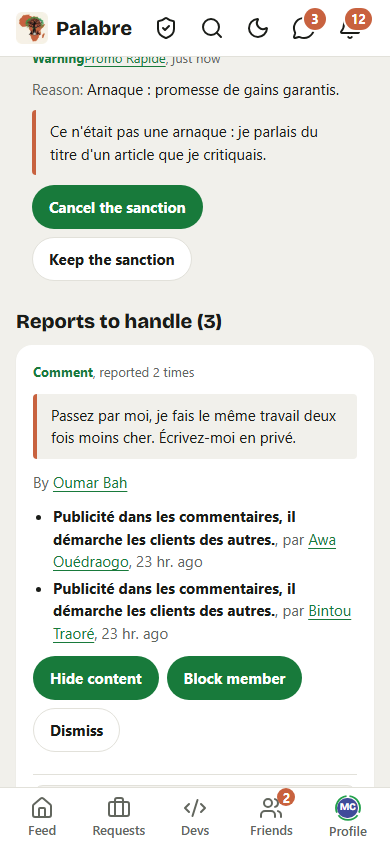 Palabre
3
12
WarningPromo Rapide, just now
Reason: Arnaque : promesse de gains garantis.
Ce n'était pas une arnaque : je parlais du
titre d'un article que je critiquais.
Cancel the sanction
Keep the sanction
Reports to handle (3)
Comment, reported 2 times
Passez par moi, je fais le même travail deux
fois moins cher. Écrivez-moi en privé.
By Oumar Bah
• Publicité dans les commentaires, il
démarche les clients des autres., par Awa
Ouédraogo, 23 hr. ago
• Publicité dans les commentaires, il
démarche les clients des autres., par Bintou
Traoré, 23 hr. ago
Hide content
Block member
Dismiss
2
MC
Feed
Requests
Devs
Friends
Profile